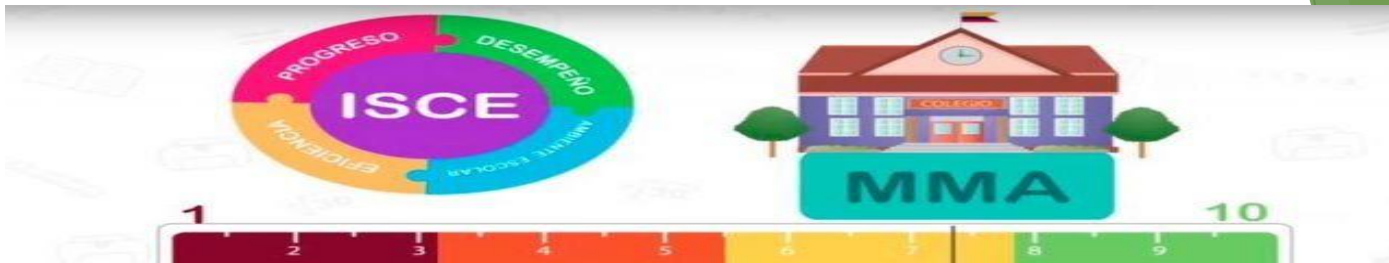 PROGRESO
DESEMPEÑO
ISCE
EFICIENCIA
AMBIENTE ESCOLAR
COLEGIO
MMA
1
10
2 3 4 5 6 7 8 9